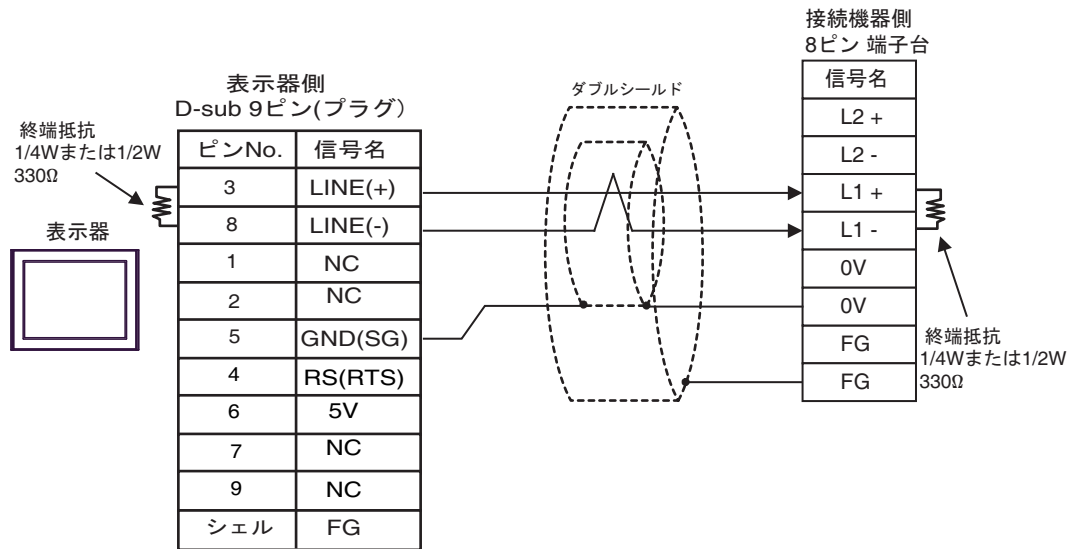 接続機器側
8ピン 端子台
信号名
L2 +
L2 -
L1 +
L1 -
0V
0V
FG
FG
ダブルシールド
表示器側
D-sub 9ピン(プラグ)
ピンNo. 信号名
3 LINE(+)
8 LINE(-)
1 NC
2 NC
5 GND(SG)
4 RS(RTS)
6 5V
7 NC
9 NC
シェル FG
終端抵抗
1/4Wまたは1/2W
330Ω
表示器
終端抵抗
1/4Wまたは1/2W
330Ω